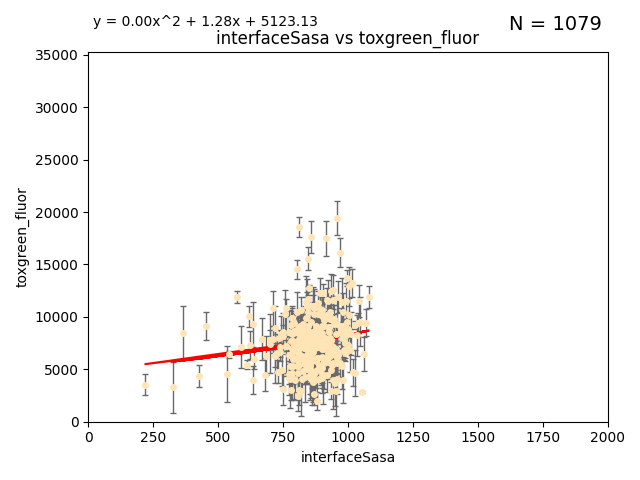 y = 0.00x^2 + 1.28x + 5123.13
N = 1079
interfaceSasa vs toxgreen_fluor
35000
30000
25000
20000
15000
10000
5000
0
toxgreen_fluor
0 250 500 750 1000 1250 1500 1750 2000
interfaceSasa